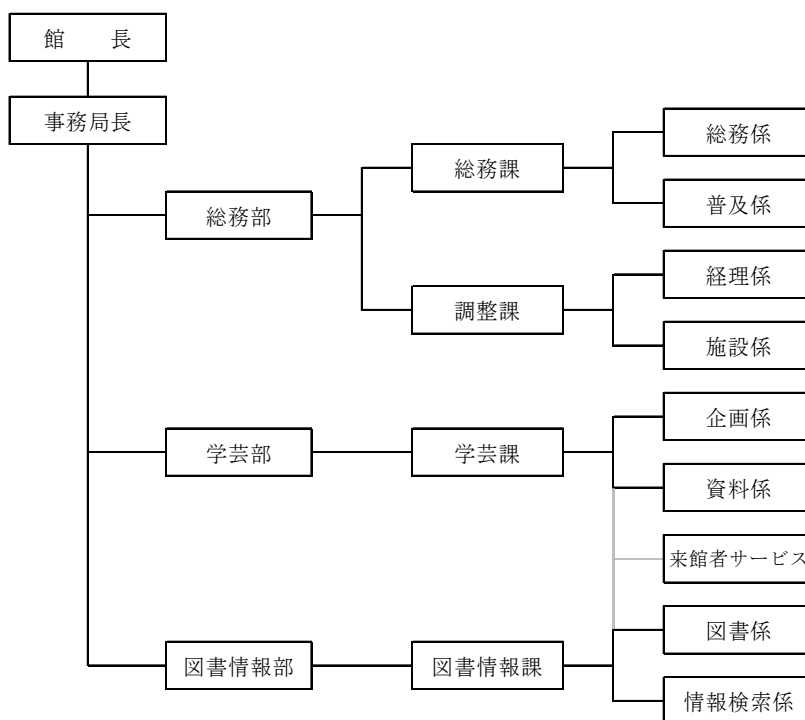 館　　長
事務局長
総務部
総務課
総務係
普及係
調整課
経理係
施設係
学芸部
学芸課
企画係
資料係
来館者サービス
図書情報部
図書情報課
図書係
情報検索係